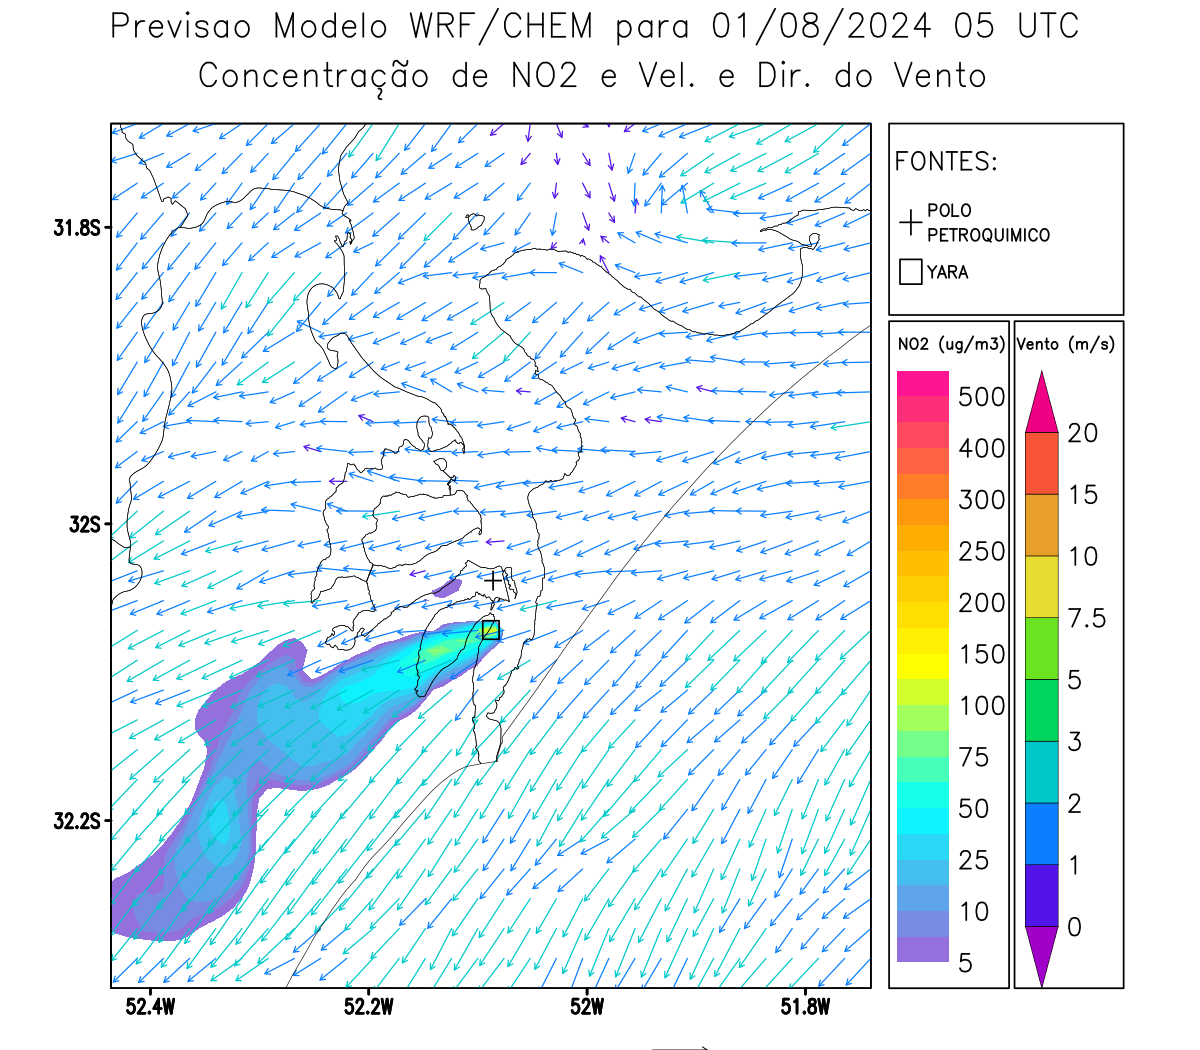 Previsao Modelo WRF/CHEM para 01/08/2024 05 UTC
Concentração de NO2 e Vel. e Dir. do Vento
FONTES:
POLO
PETROQUIMICO
YARA
NO2 (ug/m3)
500
400
300
250
200
150
100
75
50
25
10
5
Vento (m/s)
20
15
10
7.5
5
3
2
1
0
31.8S
32S
32.2S
52.4W
52.2W
52W
51.8W